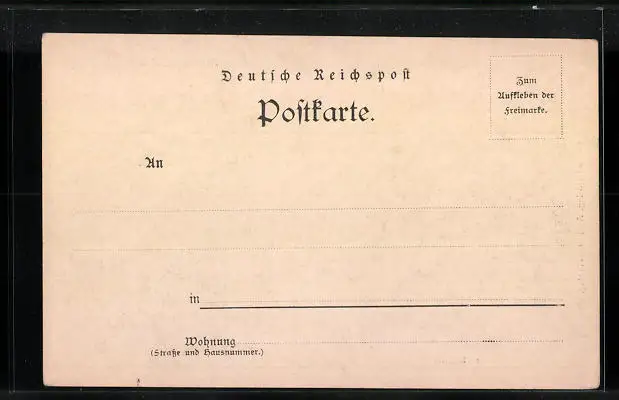 Deutsche Reichspost
Postkarte.
Zum
Aufkleben der
Freimarke.
An
in
Wohnung
(Straße und Hausnummer.)